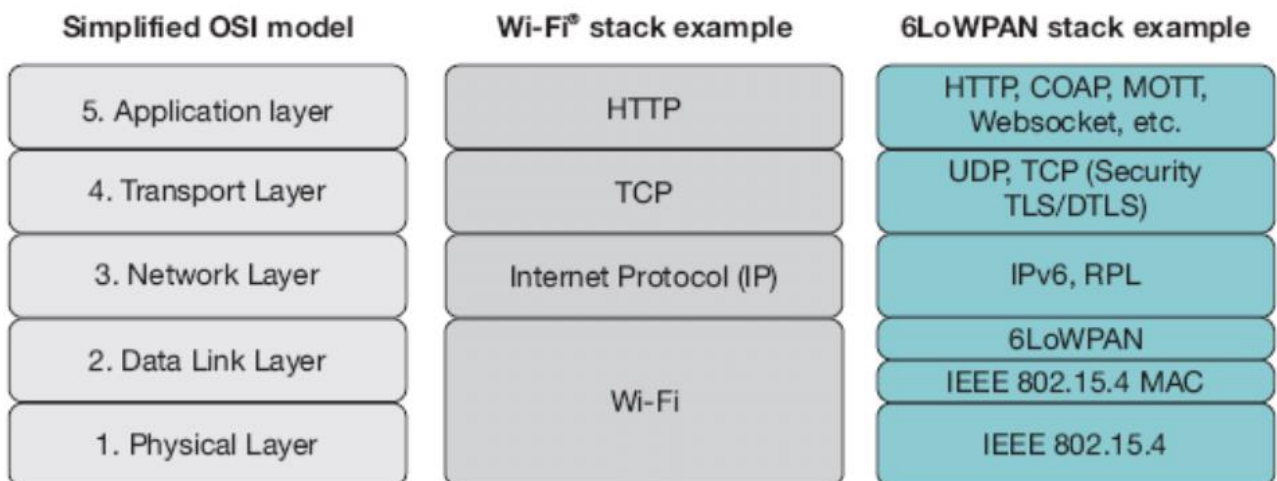 Simplified OSI model
Wi-Fi® stack example
6LoWPAN stack example
5. Application layer
HTTP
HTTP, COAP, MOTT,
Websocket, etc.
4. Transport Layer
TCP
UDP, TCP (Security
TLS/DTLS)
3. Network Layer
Internet Protocol (IP)
IPv6, RPL
2. Data Link Layer
Wi-Fi
6LoWPAN
IEEE 802.15.4 MAC
1. Physical Layer
IEEE 802.15.4